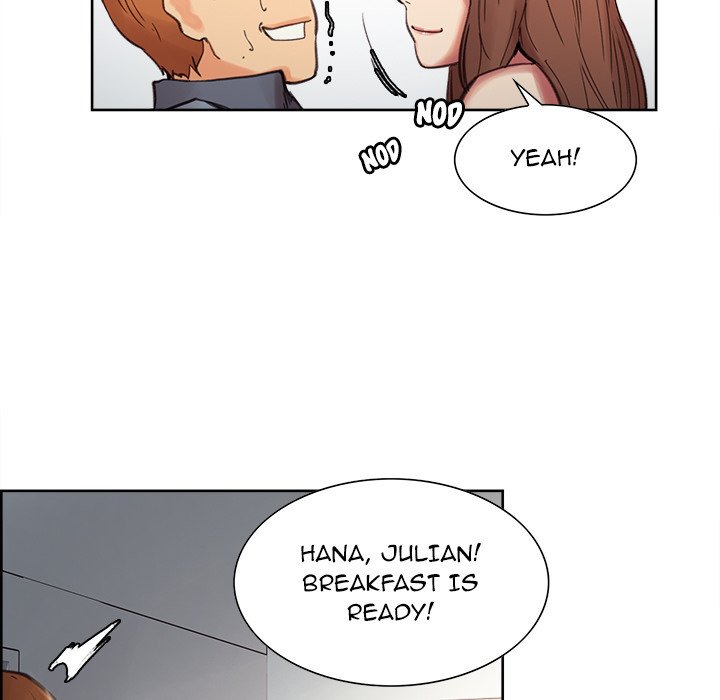 NOD
NOD
YEAH!
HANA, JULIAN!
BREAKFAST IS
READY!